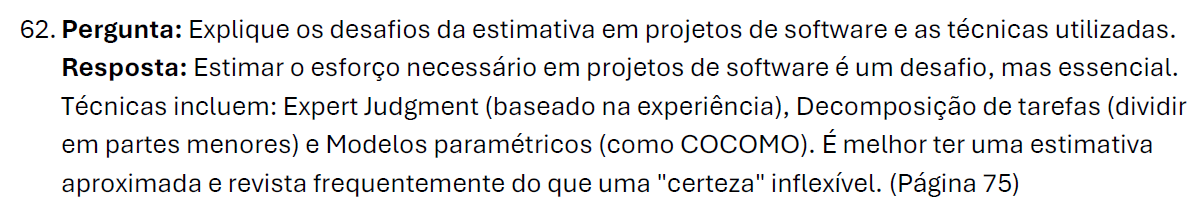 62. Pergunta: Explique os desafios da estimativa em projetos de software e as técnicas utilizadas.
Resposta: Estimar o esforço necessário em projetos de software é um desafio, mas essencial.
Técnicas incluem: Expert Judgment (baseado na experiência), Decomposição de tarefas (dividir
em partes menores) e Modelos paramétricos (como COCOMO). É melhor ter uma estimativa
aproximada e revista frequentemente do que uma "certeza" inflexível. (Página 75)